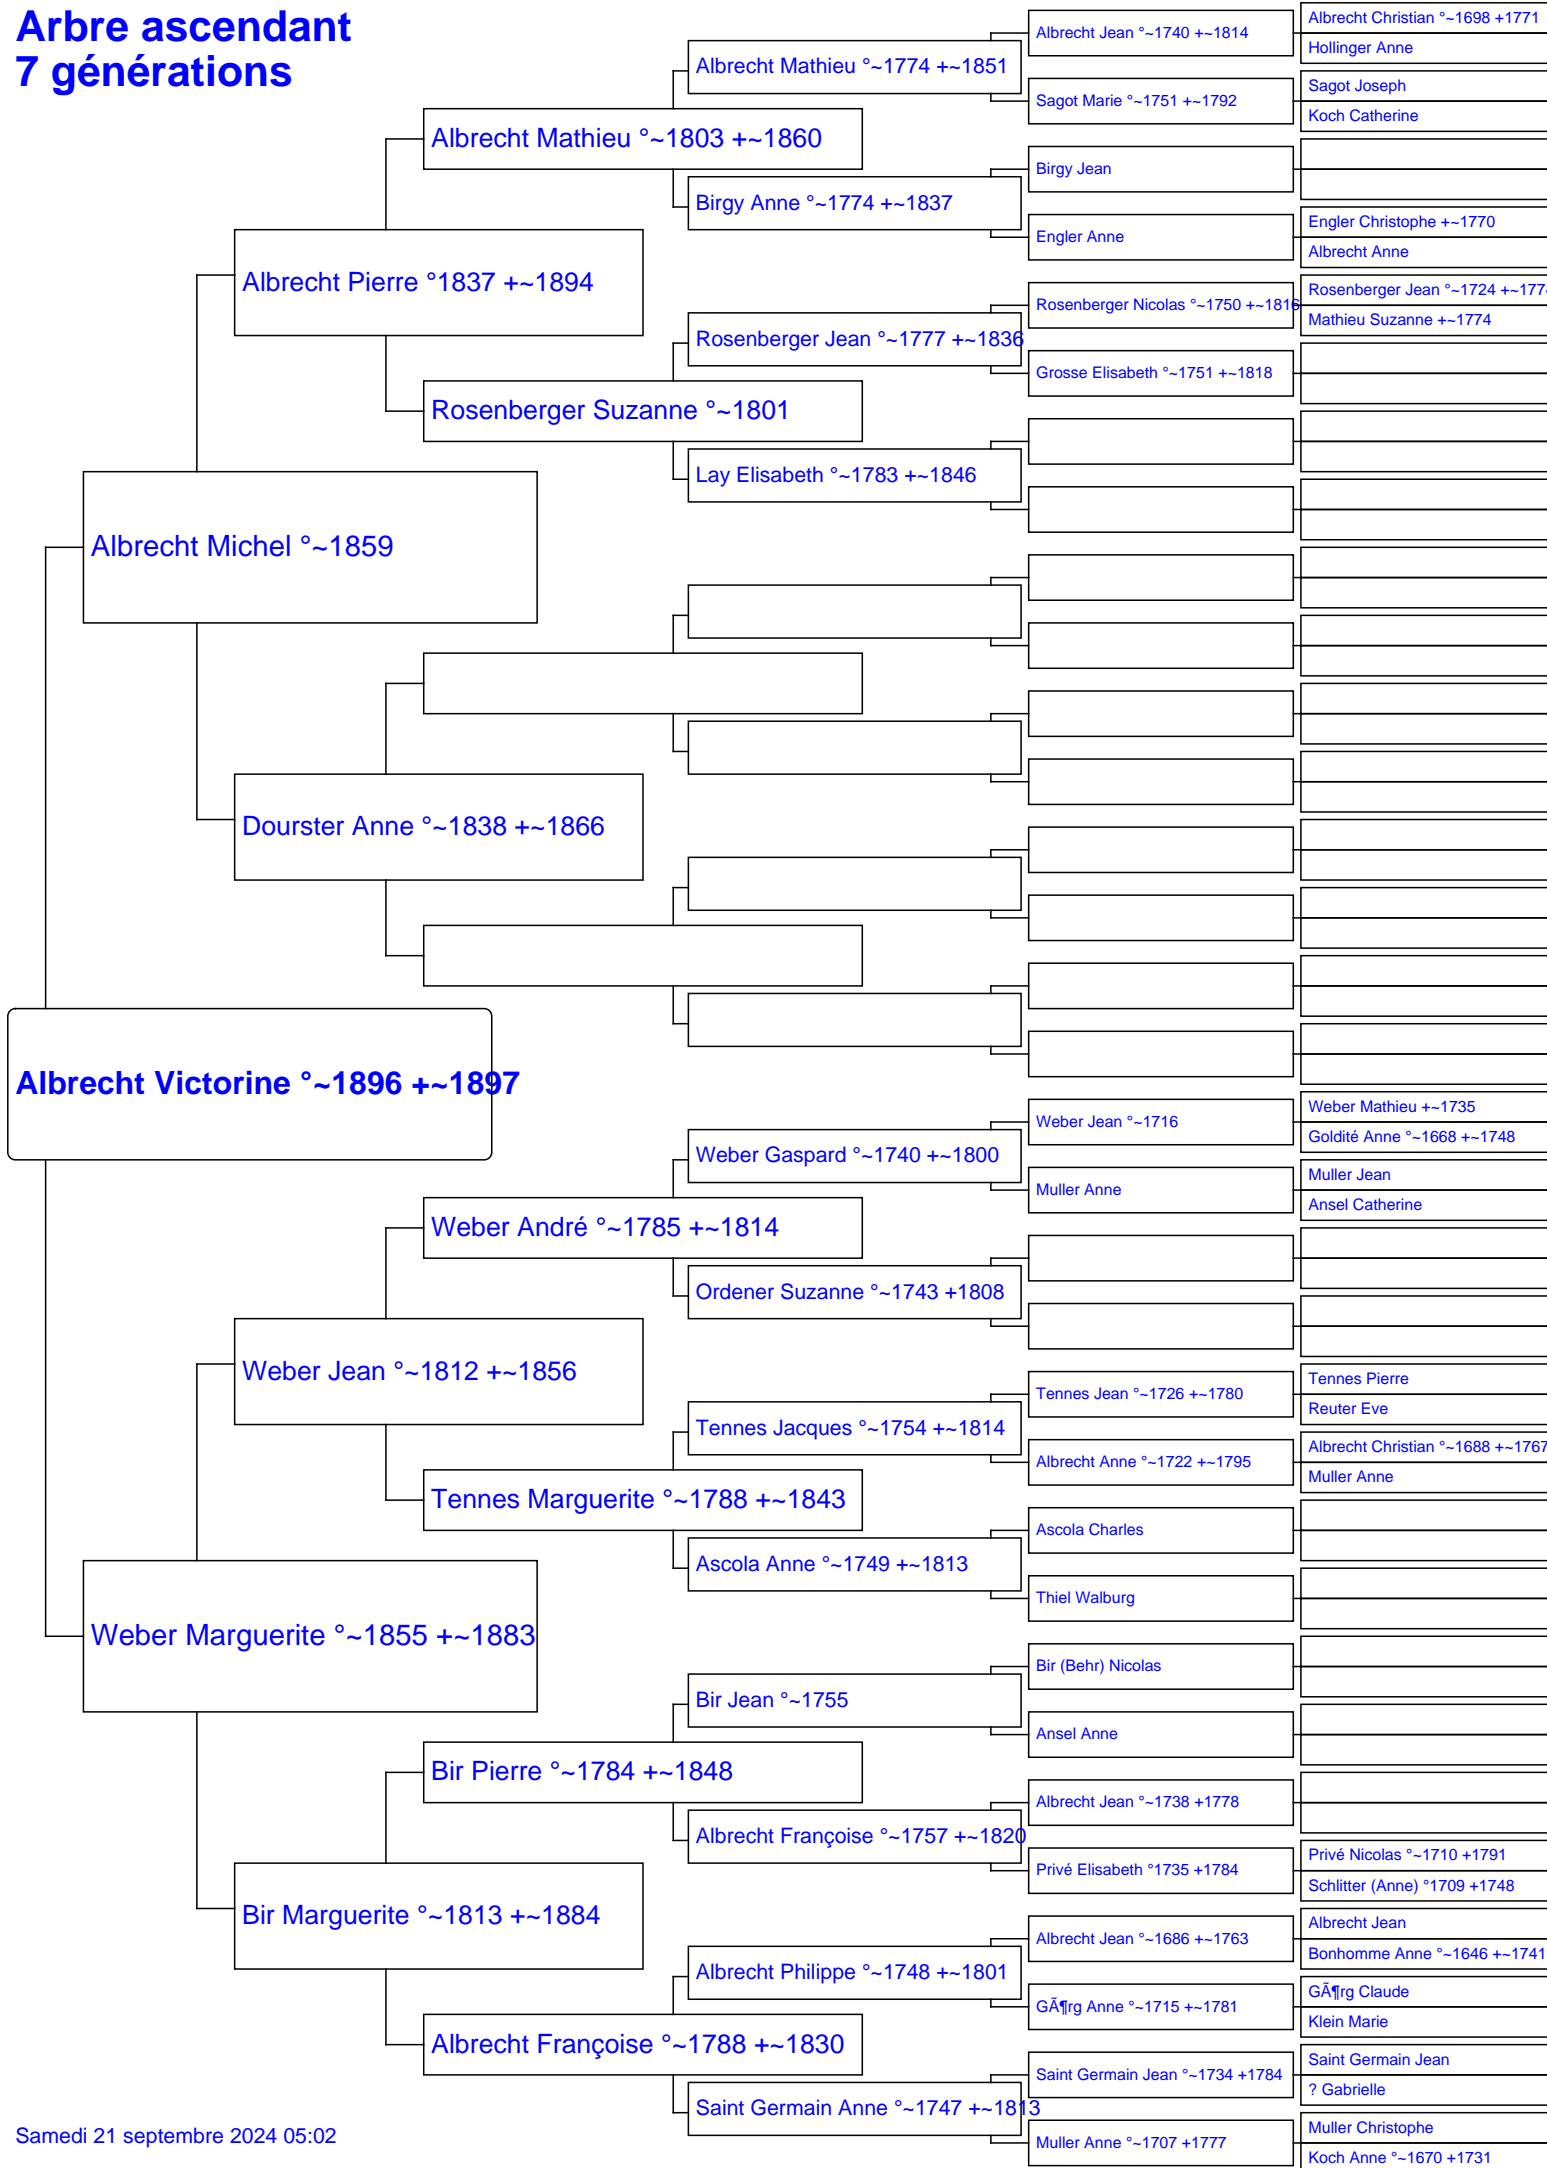 Arbre ascendant
7 générations
Albrecht Victorine °~1896 +~1897
Albrecht Michel °~1859
Weber Marguerite °~1855 +~1883
Albrecht Pierre °1837 +~1894
Dourster Anne °~1838 +~1866
Weber Jean °~1812 +~1856
Bir Marguerite °~1813 +~1884
Albrecht Mathieu °~1803 +~1860
Rosenberger Suzanne °~1801
Weber André °~1785 +~1814
Tennes Marguerite °~1788 +~1843
Bir Pierre °~1784 +~1848
Albrecht Françoise °~1788 +~1830
Albrecht Mathieu °~1774 +~1851
Birgy Anne °~1774 +~1837
Rosenberger Jean °~1777 +~1836
Lay Elisabeth °~1783 +~1846
Weber Gaspard °~1740 +~1800
Ordener Suzanne °~1743 +1808
Tennes Jacques °~1754 +~1814
Ascola Anne °~1749 +~1813
Bir Jean °~1755
Albrecht Françoise °~1757 +~1820
Albrecht Philippe °~1748 +~1801
Saint Germain Anne °~1747 +~1813
Albrecht Jean °~1740 +~1814
Sagot Marie °~1751 +~1792
Birgy Jean
Engler Anne
Rosenberger Nicolas °~1750 +~1816
Grosse Elisabeth °~1751 +~1818
Weber Jean °~1716
Muller Anne
Tennes Jean °~1726 +~1780
Albrecht Anne °~1722 +~1795
Ascola Charles
Thiel Walburg
Bir (Behr) Nicolas
Ansel Anne
Albrecht Jean °~1738 +1778
Privé Elisabeth °1735 +1784
Albrecht Jean °~1686 +~1763
GÃ¶rg Anne °~1715 +~1781
Saint Germain Jean °~1734 +1784
Muller Anne °~1707 +1777
Albrecht Christian °~1698 +1771
Hollinger Anne
Sagot Joseph
Koch Catherine
Engler Christophe +~1770
Albrecht Anne
Rosenberger Jean °~1724 +~177
Mathieu Suzanne +~1774
Weber Mathieu +~1735
Goldité Anne °~1668 +~1748
Muller Jean
Ansel Catherine
Tennes Pierre
Reuter Eve
Albrecht Christian °~1688 +~1767
Muller Anne
Privé Nicolas °~1710 +1791
Schlitter (Anne) °1709 +1748
Albrecht Jean
Bonhomme Anne °~1646 +~1741
GÃ¶rg Claude
Klein Marie
Saint Germain Jean
? Gabrielle
Muller Christophe
Koch Anne °~1670 +1731
Samedi 21 septembre 2024 05:02